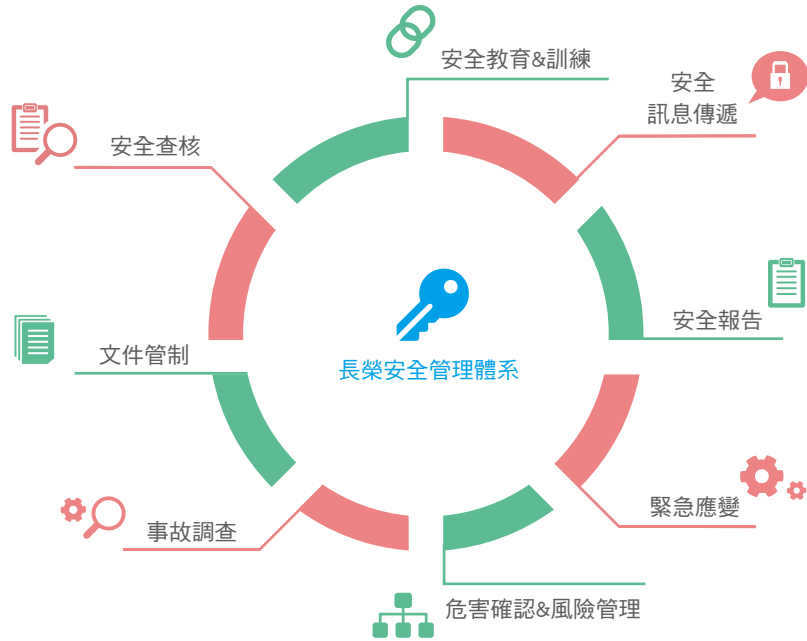 安全教育&訓練
安全
訊息傳遞
安全查核
安全報告
文件管制
長榮安全管理體系
緊急應變
事故調查
危害確認&風險管理